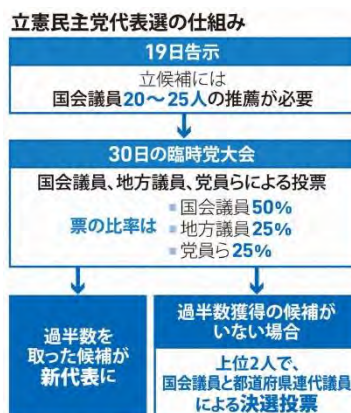 立憲民主党代表選の仕組み
19日告示
立候補には
国会議員20〜25人の推薦が必要
30日の臨時党大会
国会議員、地方議員、党員らによる投票
票の比率は
■国会議員50%
■地方議員25%
■党員ら25%
過半数を
取った候補が
新代表に
過半数獲得の候補が
いない場合
上位2人で、
国会議員と都道府県連代議員
による決選投票